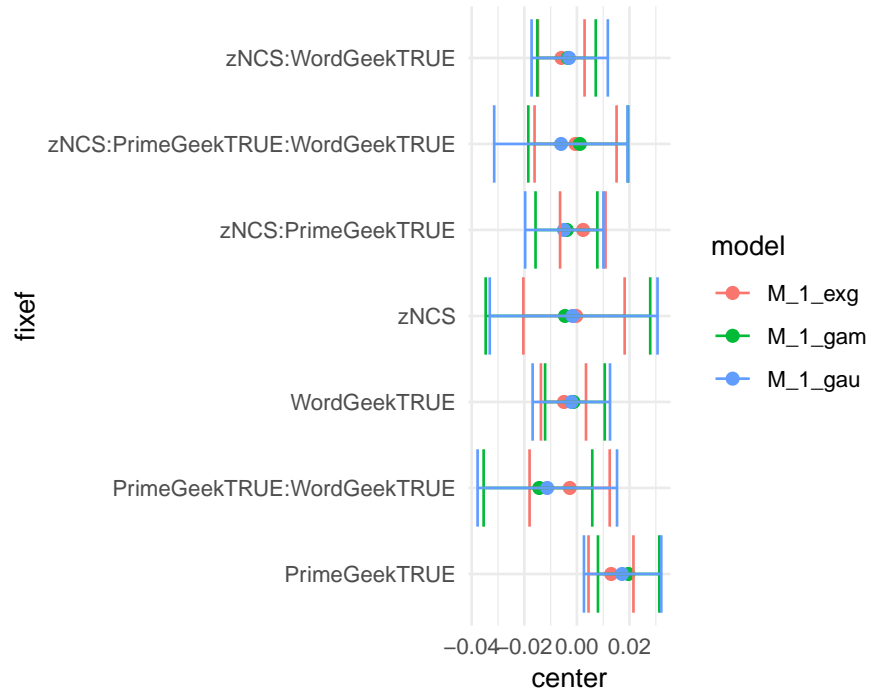 zNCS:WordGeekTRUE
zNCS:PrimeGeekTRUE:WordGeekTRUE
zNCS:PrimeGeekTRUE
zNCS
WordGeekTRUE
PrimeGeekTRUE:WordGeekTRUE
PrimeGeekTRUE
fixef
−0.04 −0.02 0.00 0.02
center
model
M_1_exg
M_1_gam
M_1_gau